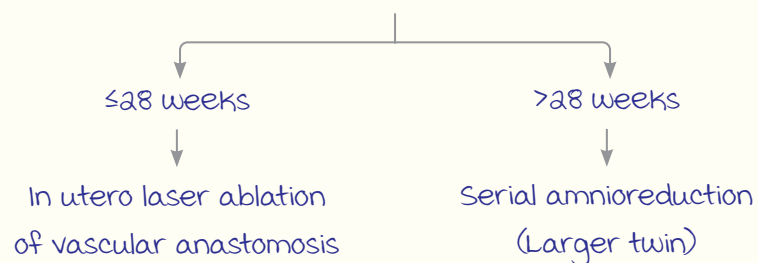 ≤28 weeks
>28 weeks
In utero laser ablation
of vascular anastomosis
Serial amnioreduction
(Larger twin)